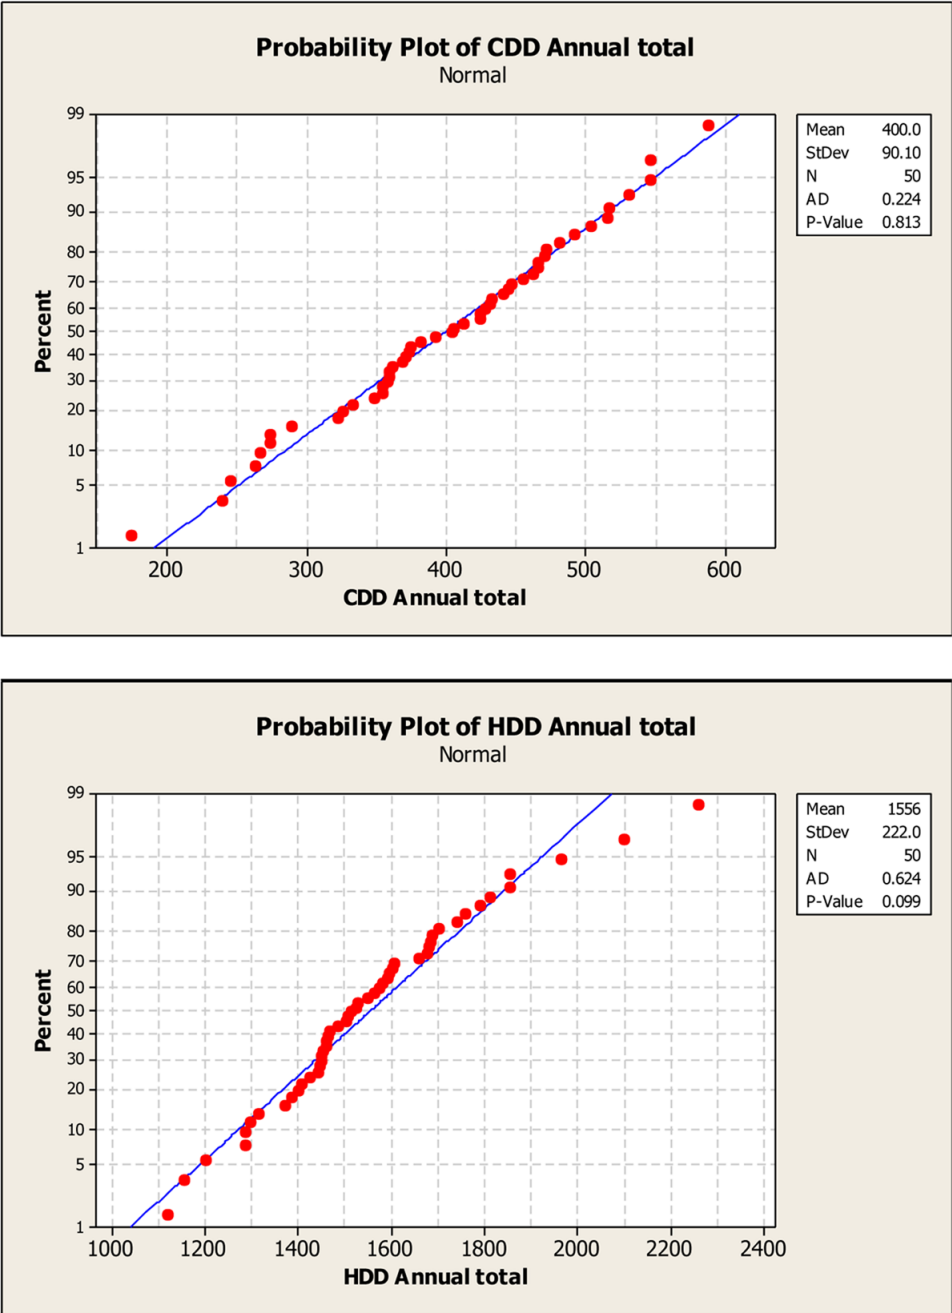 Probability Plot of CDD Annual total
Normal
99
95
90
80
70
60
50
40
30
20
10
5
1
Percent
200 300 400 500 600
CDD Annual total
Mean 400.0
StDev 90.10
N 50
AD 0.224
P-Value 0.813
Probability Plot of HDD Annual total
Normal
99
95
90
80
70
60
50
40
30
20
10
5
1
Percent
1000 1200 1400 1600 1800 2000 2200 2400
HDD Annual total
Mean 1556
StDev 222.0
N 50
AD 0.624
P-Value 0.099